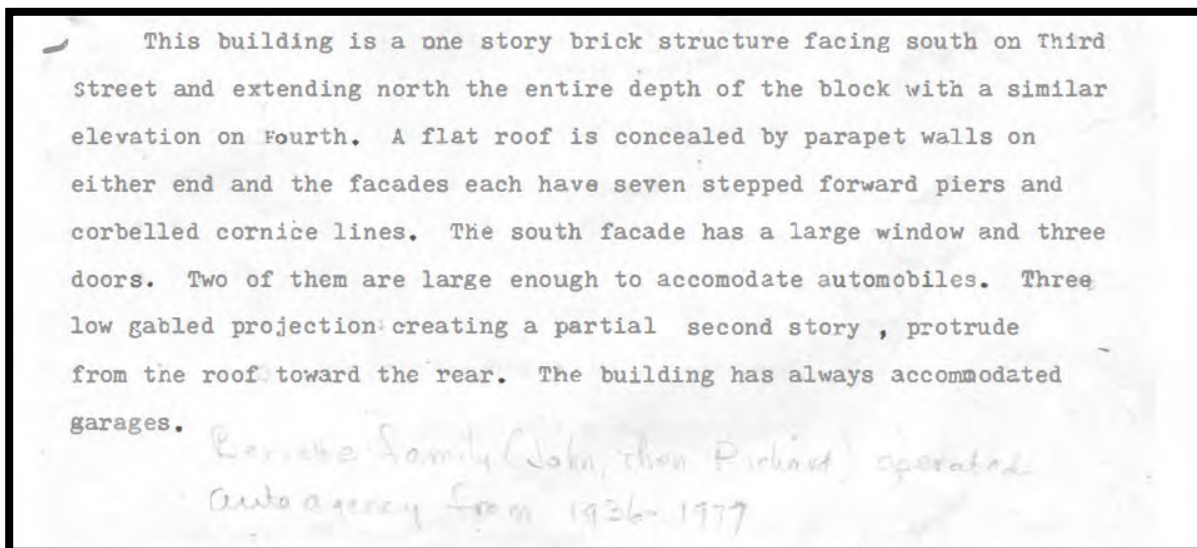 This building is a one story brick structure facing south on Third
Street and extending north the entire depth of the block with a similar
elevation on Fourth. A flat roof is concealed by parapet walls on
either end and the facades each have seven stepped forward piers and
corbelled cornice lines. The south facade has a large window and three
doors. Two of them are large enough to accomodate automobiles. Three
low gabled projection creating a partial second story , protrude
from the roof toward the rear. The building has always accommodated
garages.
family (John, then Richard) operated
auto agency from 1936-1977